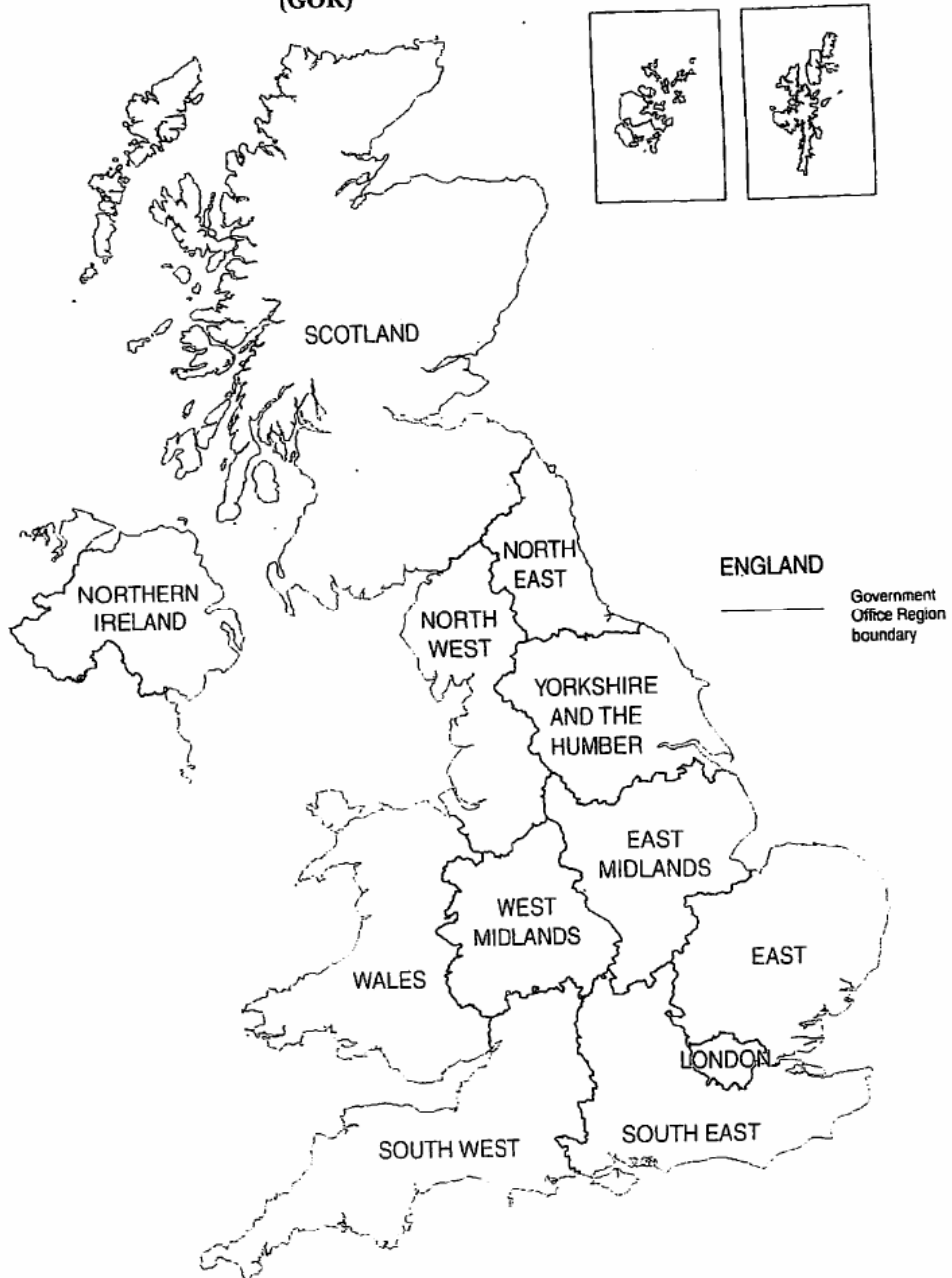 (GOR)
SCOTLAND
NORTH
EAST
ENGLAND
Government
Office Region
boundary
NORTHERN
IRELAND
NORTH
WEST
YORKSHIRE
AND THE
HUMBER
EAST
MIDLANDS
WEST
MIDLANDS
EAST
WALES
LONDON
SOUTH WEST
SOUTH EAST